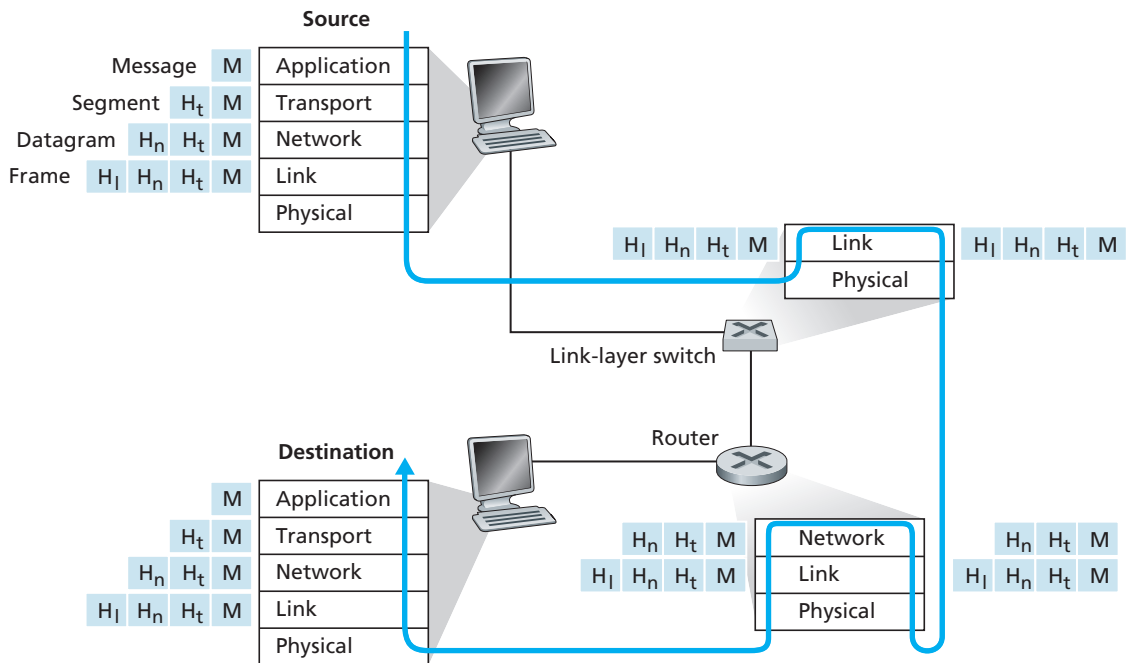 Source
Message M Application
Segment Ht M Transport
Datagram Hn Ht M Network
Frame Hl Hn Ht M Link
Physical
Hl Hn Ht M Link Hl Hn Ht M
Physical
Link-layer switch
Router
Destination
M Application
Ht M Transport
Hn Ht M Network
Hl Hn Ht M Link
Physical
Hn Ht M Network Hn Ht M
Hl Hn Ht M Link Hl Hn Ht M
Physical